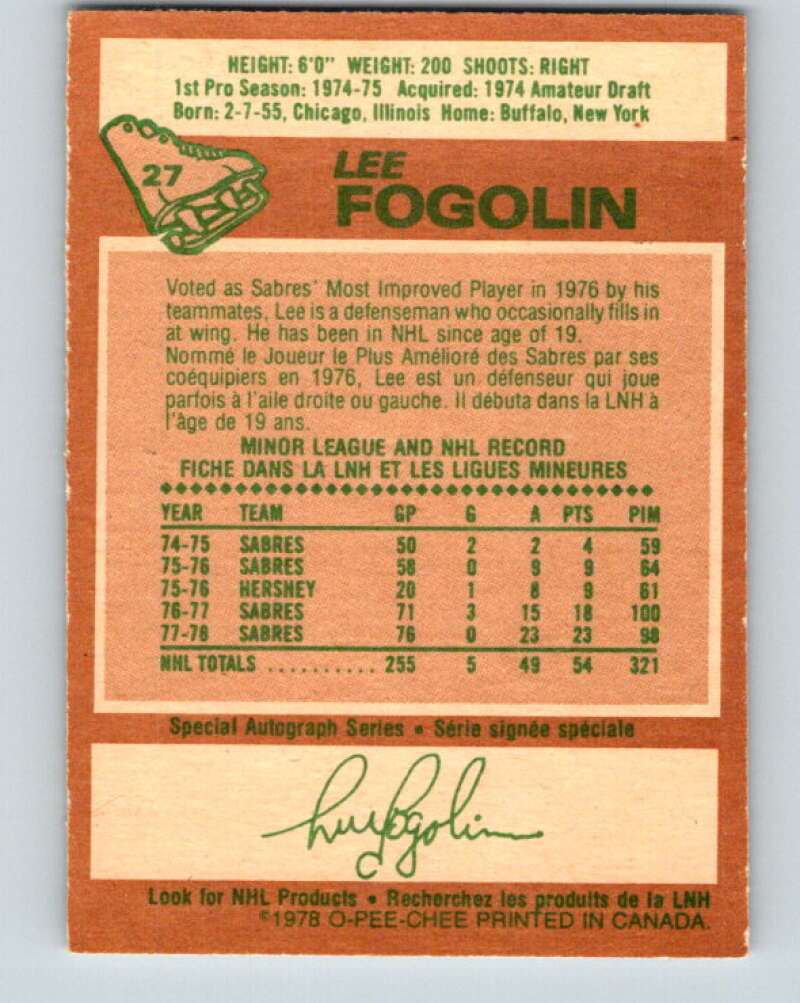 HEIGHT: 6'0" WEIGHT: 200 SHOOTS: RIGHT
1st Pro Season: 1974-75 Acquired: 1974 Amateur Draft
Born: 2-7-55, Chicago, Illinois Home: Buffalo, New York
27
LEE
FOGOLIN
Voted as Sabres' Most Improved Player in 1976 by his
teammates, Lee is a defenseman who occasionally fills in
at wing. He has been in NHL since age of 19.
Nommé le Joueur le Plus Amélioré des Sabres par ses
coéquipiers en 1976, Lee est un défenseur qui joue
parfois à l'aile droite ou gauche. Il débuta dans la LNH à
l'âge de 19 ans.
MINOR LEAGUE AND NHL RECORD
FICHE DANS LA LNH ET LES LIGUES MINEURES
YEAR TEAM GP G A PTS PIM
74-75 SABRES 50 2 2 4 59
75-76 SABRES 58 0 9 9 64
75-76 HERSHEY 20 1 8 9 61
76-77 SABRES 71 3 15 18 100
77-78 SABRES 76 0 23 23 98
NHL TOTALS .......... 255 5 49 54 321
Special Autograph Series • Série signée spéciale
Lee Fogolin
Look for NHL Products • Recherchez les produits de la LNH
©1978 O-PEE-CHEE PRINTED IN CANADA.